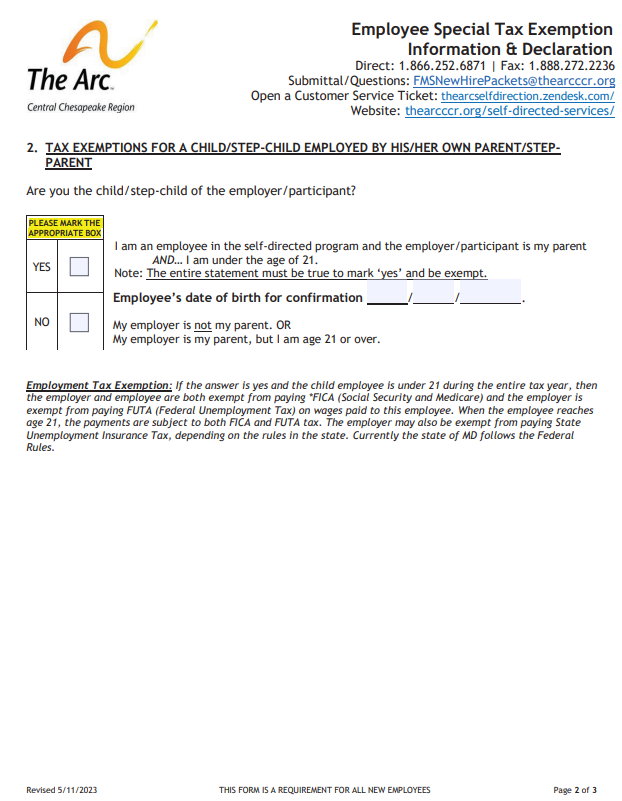 The Arc™
Central Chesapeake Region
Employee Special Tax Exemption
Information & Declaration
Direct: 1.866.252.6871 | Fax: 1.888.272.2236
Submittal/Questions: FMSNewHirePackets@thearcccr.org
Open a Customer Service Ticket: thearcselfdirection.zendesk.com/
Website: thearcccr.org/self-directed-services/
2. TAX EXEMPTIONS FOR A CHILD/STEP-CHILD EMPLOYED BY HIS/HER OWN PARENT/STEP-
PARENT
Are you the child/step-child of the employer/participant?
PLEASE MARK THE
APPROPRIATE BOX
YES
I am an employee in the self-directed program and the employer/participant is my parent
AND… I am under the age of 21.
Note: The entire statement must be true to mark ‘yes’ and be exempt.
Employee’s date of birth for confirmation ______/______/_________.
NO
My employer is not my parent. OR
My employer is my parent, but I am age 21 or over.
Employment Tax Exemption: If the answer is yes and the child employee is under 21 during the entire tax year, then
the employer and employee are both exempt from paying *FICA (Social Security and Medicare) and the employer is
exempt from paying FUTA (Federal Unemployment Tax) on wages paid to this employee. When the employee reaches
age 21, the payments are subject to both FICA and FUTA tax. The employer may also be exempt from paying State
Unemployment Insurance Tax, depending on the rules in the state. Currently the state of MD follows the Federal
Rules.
Revised 5/11/2023
THIS FORM IS A REQUIREMENT FOR ALL NEW EMPLOYEES
Page 2 of 3